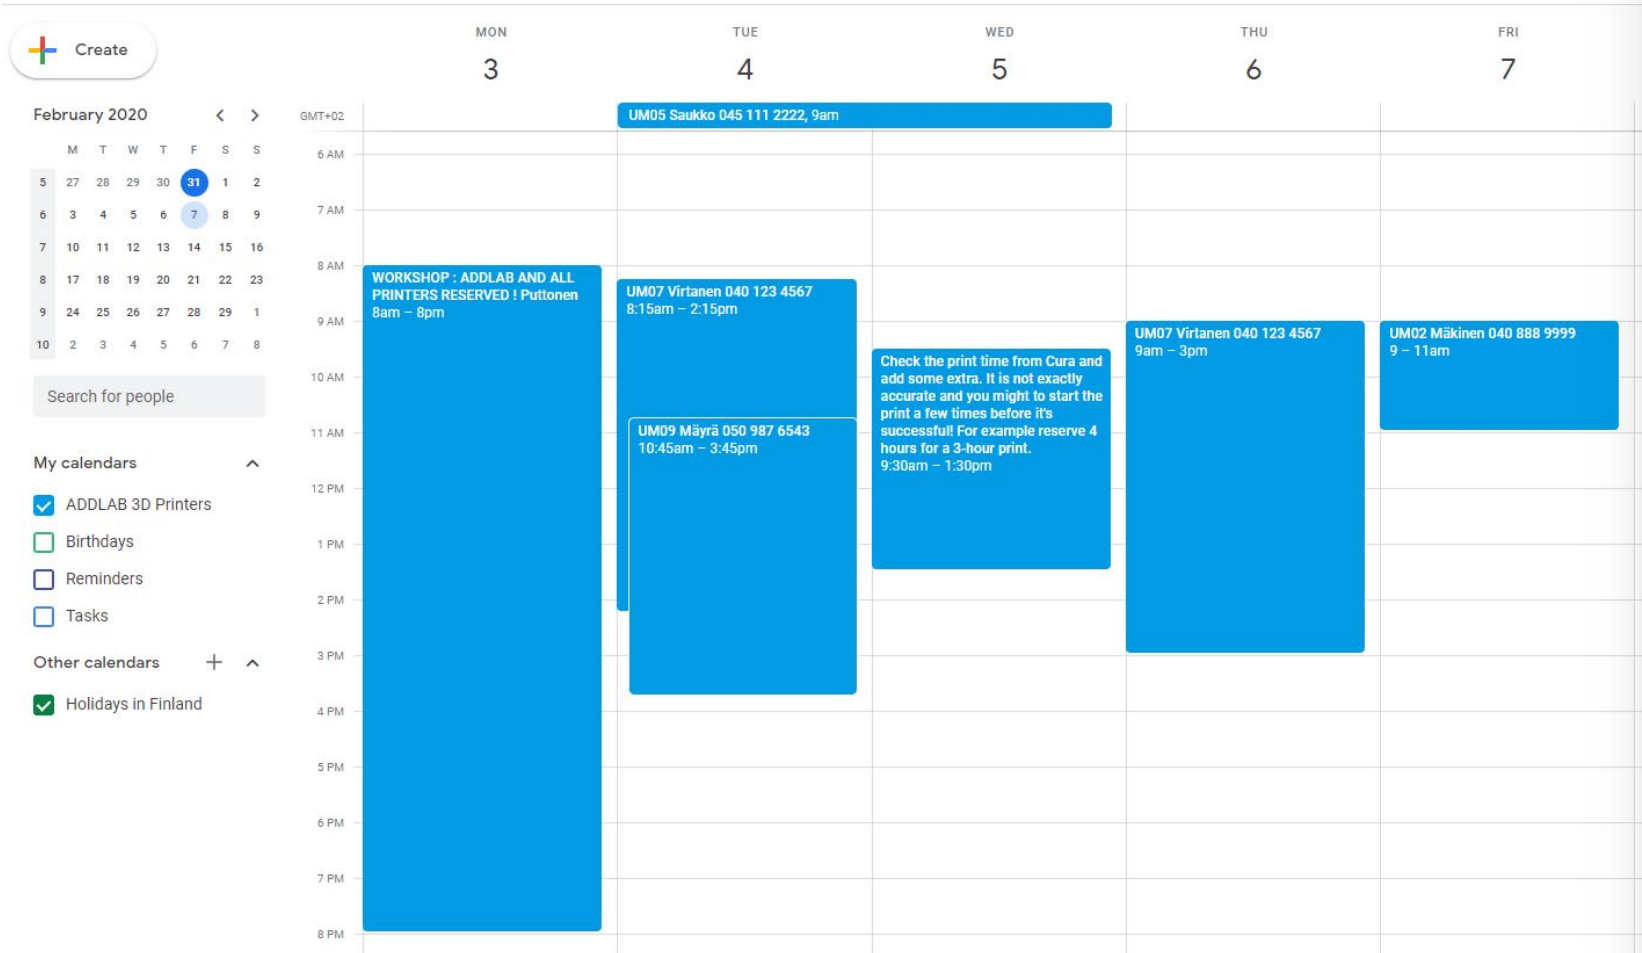 Create
February 2020
M T W T F S S
5 27 28 29 30 31 1 2
6 3 4 5 6 7 8 9
7 10 11 12 13 14 15 16
8 17 18 19 20 21 22 23
9 24 25 26 27 28 29 1
10 2 3 4 5 6 7 8
Search for people
My calendars
ADDLAB 3D Printers
Birthdays
Reminders
Tasks
Other calendars
Holidays in Finland
MON TUE WED THU FRI
3 4 5 6 7
GMT+02
UM05 Saukko 045 111 2222, 9am
6 AM
7 AM
8 AM
9 AM
10 AM
11 AM
12 PM
1 PM
2 PM
3 PM
4 PM
5 PM
6 PM
7 PM
8 PM
WORKSHOP : ADDLAB AND ALL
PRINTERS RESERVED ! Puttonen
8am – 8pm
UM07 Virtanen 040 123 4567
8:15am – 2:15pm
UM09 Mäyrä 050 987 6543
10:45am – 3:45pm
Check the print time from Cura and
add some extra. It is not exactly
accurate and you might to start the
print a few times before it's
successful! For example reserve 4
hours for a 3-hour print.
9:30am – 1:30pm
UM07 Virtanen 040 123 4567
9am – 3pm
UM02 Mäkinen 040 888 9999
9 – 11am